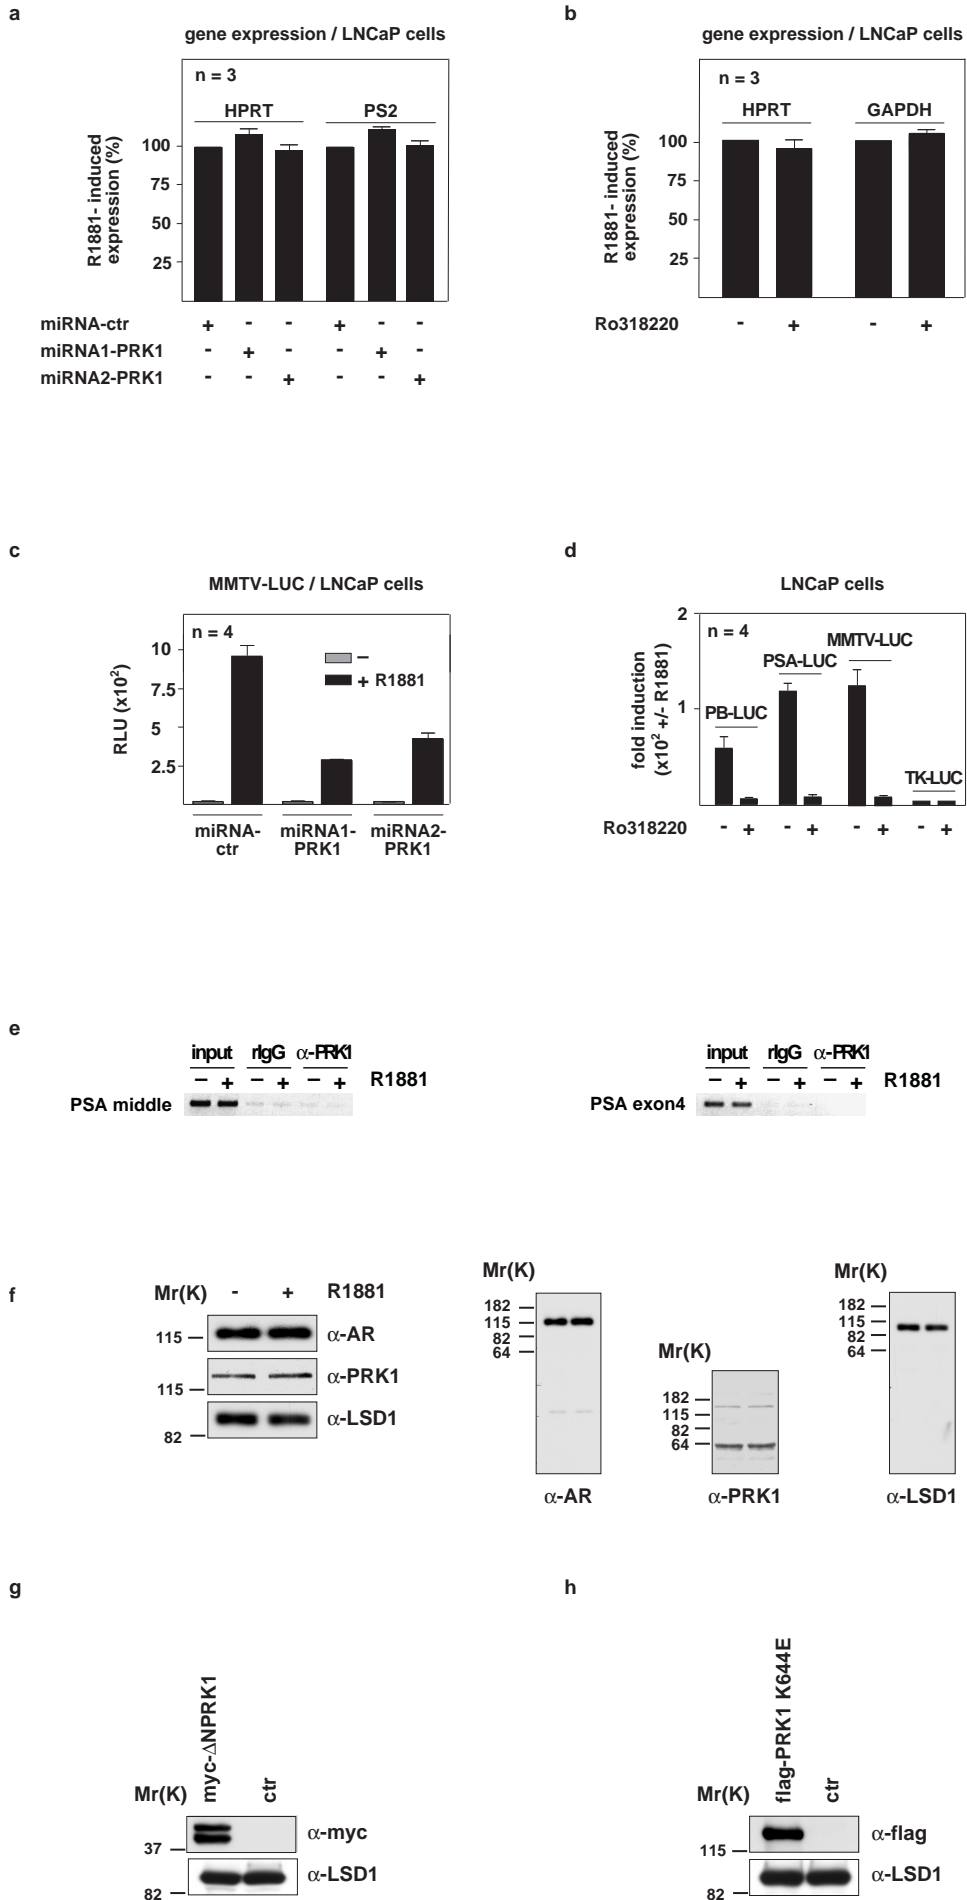 a
gene expression / LNCaP cells
n = 3
HPRT PS2
R1881- induced
expression (%)
100
75
50
25
miRNA-ctr + - - + - -
miRNA1-PRK1 - + - - + -
miRNA2-PRK1 - - + - - +
b
gene expression / LNCaP cells
n = 3
HPRT GAPDH
R1881- induced
expression (%)
100
75
50
25
Ro318220 - + - +
c
MMTV-LUC / LNCaP cells
n = 4
RLU (x10²)
10
7.5
5
2.5
–
+ R1881
miRNA-
ctr
miRNA1-
PRK1
miRNA2-
PRK1
d
LNCaP cells
n = 4
fold induction
(x10² +/- R1881)
2
1
PB-LUC
PSA-LUC
MMTV-LUC
TK-LUC
Ro318220 - + - + - + - +
e
input rIgG α-PRK1
– + – + – + R1881
PSA middle
input rIgG α-PRK1
– + – + – + R1881
PSA exon4
f
Mr(K) - + R1881
115 α-AR
α-PRK1
115
α-LSD1
82
Mr(K)
182
115
82
64
α-AR
Mr(K)
182
115
82
64
α-PRK1
Mr(K)
182
115
82
64
α-LSD1
g
Mr(K) myc-ΔNPRK1 ctr
α-myc
37
α-LSD1
82
h
Mr(K) flag-PRK1 K644E ctr
α-flag
115
α-LSD1
82